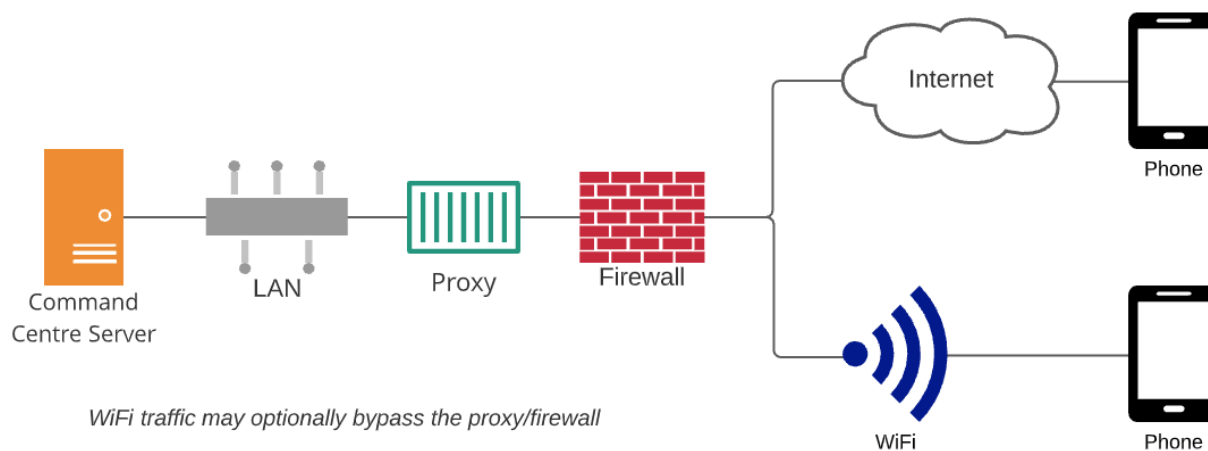 Internet
Phone
Command
Centre Server
LAN
Proxy
Firewall
WiFi traffic may optionally bypass the proxy/firewall
WiFi
Phone